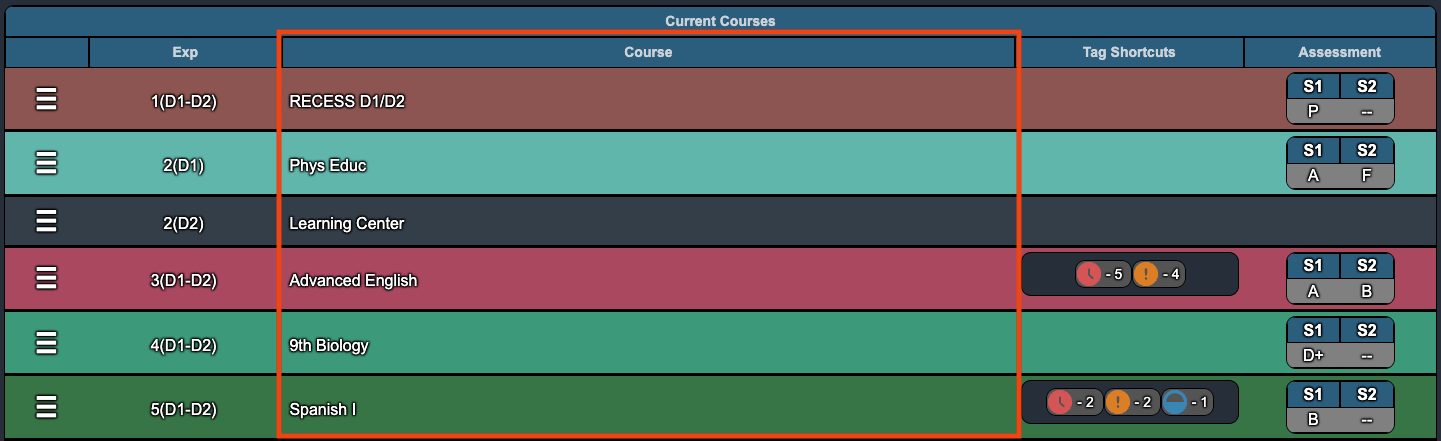 Current Courses
Exp Course Tag Shortcuts Assessment
1(D1-D2) RECESS D1/D2 S1 S2
P --
2(D1) Phys Educ S1 S2
A F
2(D2) Learning Center
3(D1-D2) Advanced English - 5 ! - 4 S1 S2
A B
4(D1-D2) 9th Biology S1 S2
D+ --
5(D1-D2) Spanish I - 2 ! - 2 - 1 S1 S2
B --